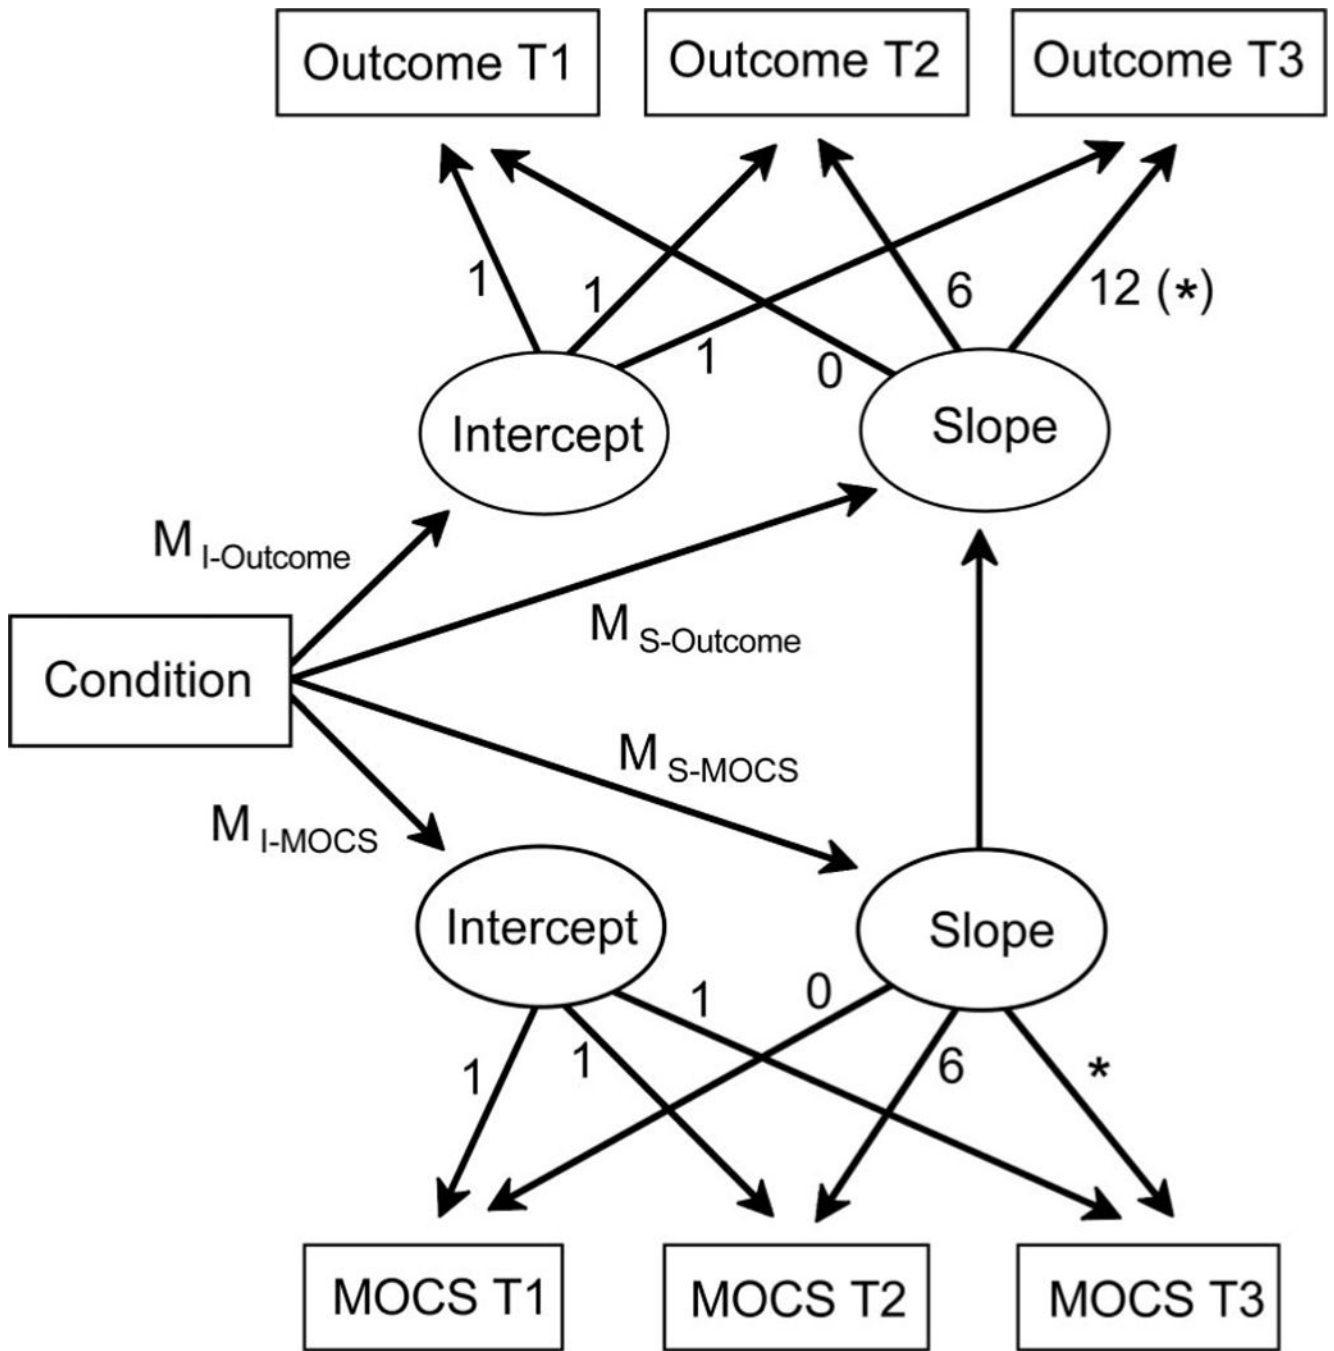 Outcome T1
Outcome T2
Outcome T3
1
1
1
0
6
12 (*)
Intercept
Slope
M I-Outcome
M S-Outcome
Condition
M S-MOCS
M I-MOCS
Intercept
Slope
1
1
1
0
6
*
MOCS T1
MOCS T2
MOCS T3